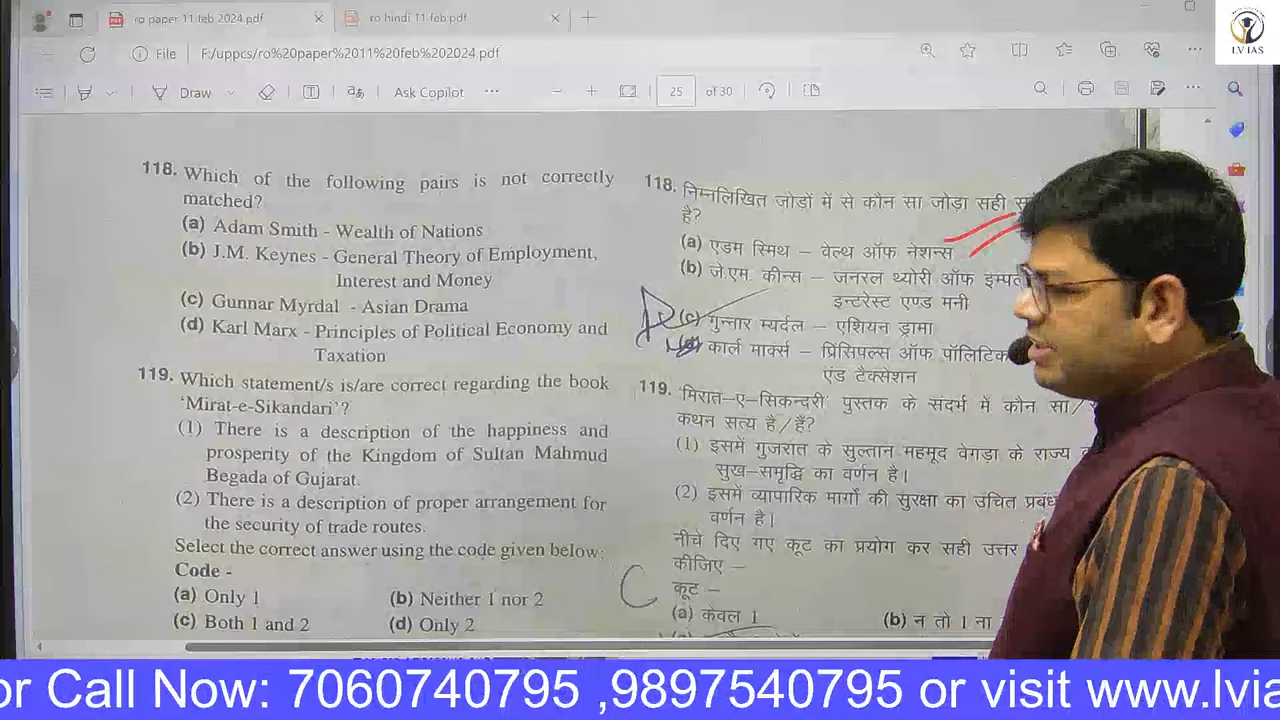 ro paper 11 feb 2024.pdf
ro hindi 11 feb.pdf
LV IAS
File
F:/uppcs/ro%20paper%2011%20feb%202024.pdf
Draw
Ask Copilot
25
of 30
118. Which of the following pairs is not correctly
matched?
(a) Adam Smith - Wealth of Nations
(b) J.M. Keynes - General Theory of Employment,
Interest and Money
(c) Gunnar Myrdal - Asian Drama
(d) Karl Marx - Principles of Political Economy and
Taxation
119. Which statement/s is/are correct regarding the book
'Mirat-e-Sikandari'?
(1) There is a description of the happiness and
prosperity of the Kingdom of Sultan Mahmud
Begada of Gujarat.
(2) There is a description of proper arrangement for
the security of trade routes.
Select the correct answer using the code given below:
Code -
(a) Only 1
(b) Neither 1 nor 2
(c) Both 1 and 2
(d) Only 2
118. निम्नलिखित जोड़ों में से कौन सा जोड़ा सही
है?
(a) एडम स्मिथ – वेल्थ ऑफ नेशन्स
(b) जे.एम. कीन्स – जनरल थ्योरी ऑफ
इन्टरेस्ट एण्ड मनी
(c) गुन्नार म्यर्दल – एशियन ड्रामा
कार्ल मार्क्स – प्रिंसिपल्स ऑफ
एंड टैक्सेशन
119. 'मिरात-ए-सिकन्दरी' पुस्तक के संदर्भ में कौन सा/
कथन सत्य है/हैं?
(1) इसमें गुजरात के सुल्तान महमूद वेगड़ा के राज्य
सुख-समृद्धि का वर्णन है।
(2) इसमें व्यापारिक मार्गों की सुरक्षा का उचित प्रबंध
वर्णन है।
नीचे दिए गए कूट का प्रयोग कर सही उत्तर
कीजिए –
C
कूट –
(a) केवल 1
(b) न तो 1 ना
or Call Now: 7060740795 ,9897540795 or visit www.lvia